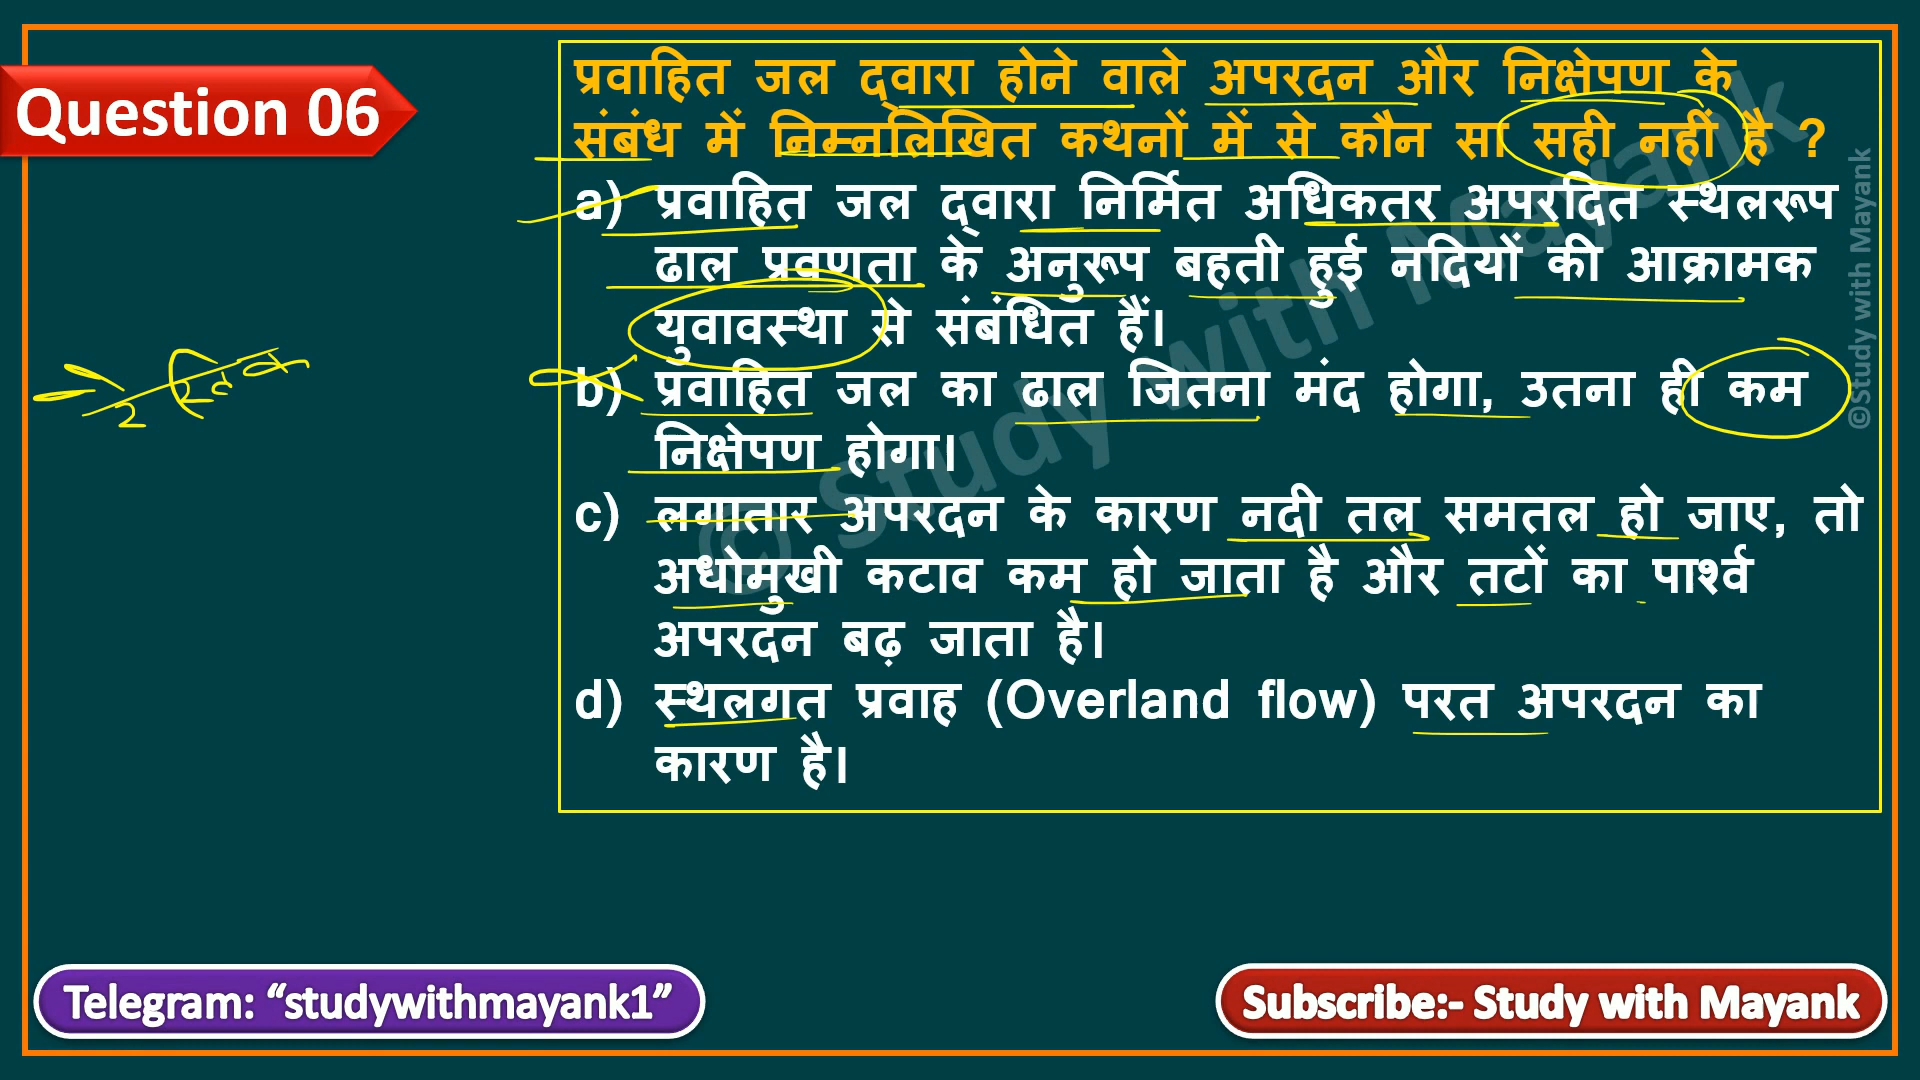 Question 06
प्रवाहित जल द्वारा होने वाले अपरदन और निक्षेपण के
संबंध में निम्नलिखित कथनों में से कौन सा सही नहीं है ?
a) प्रवाहित जल द्वारा निर्मित अधिकतर अपरदित स्थलरूप
ढाल प्रवणता के अनुरूप बहती हुई नदियों की आक्रामक
युवावस्था से संबंधित हैं।
b) प्रवाहित जल का ढाल जितना मंद होगा, उतना ही कम
निक्षेपण होगा।
c) लगातार अपरदन के कारण नदी तल समतल हो जाए, तो
अधोमुखी कटाव कम हो जाता है और तटों का पार्श्व
अपरदन बढ़ जाता है।
d) स्थलगत प्रवाह (Overland flow) परत अपरदन का
कारण है।
© Study with Mayank
©Study with Mayank
Telegram: “studywithmayank1”
Subscribe:- Study with Mayank